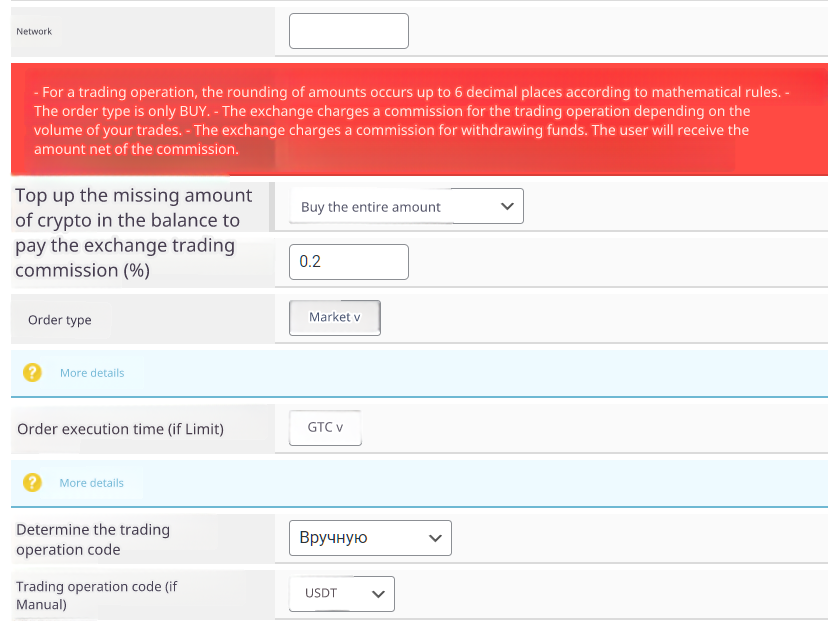 Network
- For a trading operation, the rounding of amounts occurs up to 6 decimal places according to mathematical rules. -
The order type is only BUY. - The exchange charges a commission for the trading operation depending on the
volume of your trades. - The exchange charges a commission for withdrawing funds. The user will receive the
amount net of the commission.
Top up the missing amount
of crypto in the balance to
pay the exchange trading
commission (%)
Buy the entire amount
0.2
Order type
Market v
More details
Order execution time (if Limit)
GTC v
More details
Determine the trading
operation code
Вручную
Trading operation code (if
Manual)
USDT